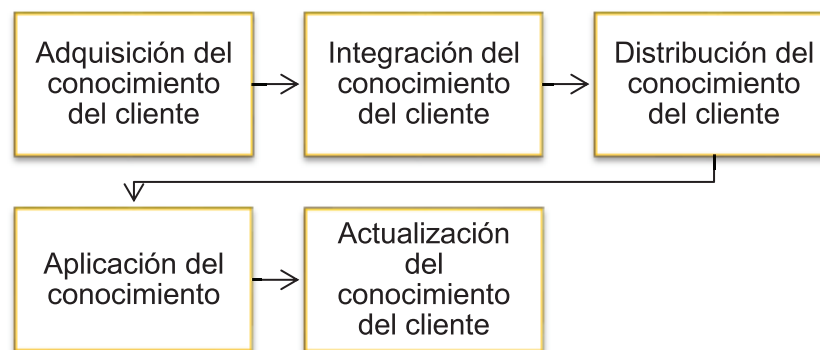 Adquisición del
conocimiento
del cliente
Integración del
conocimiento
del cliente
Distribución del
conocimiento
del cliente
Aplicación del
conocimiento
Actualización
del
conocimiento
del cliente